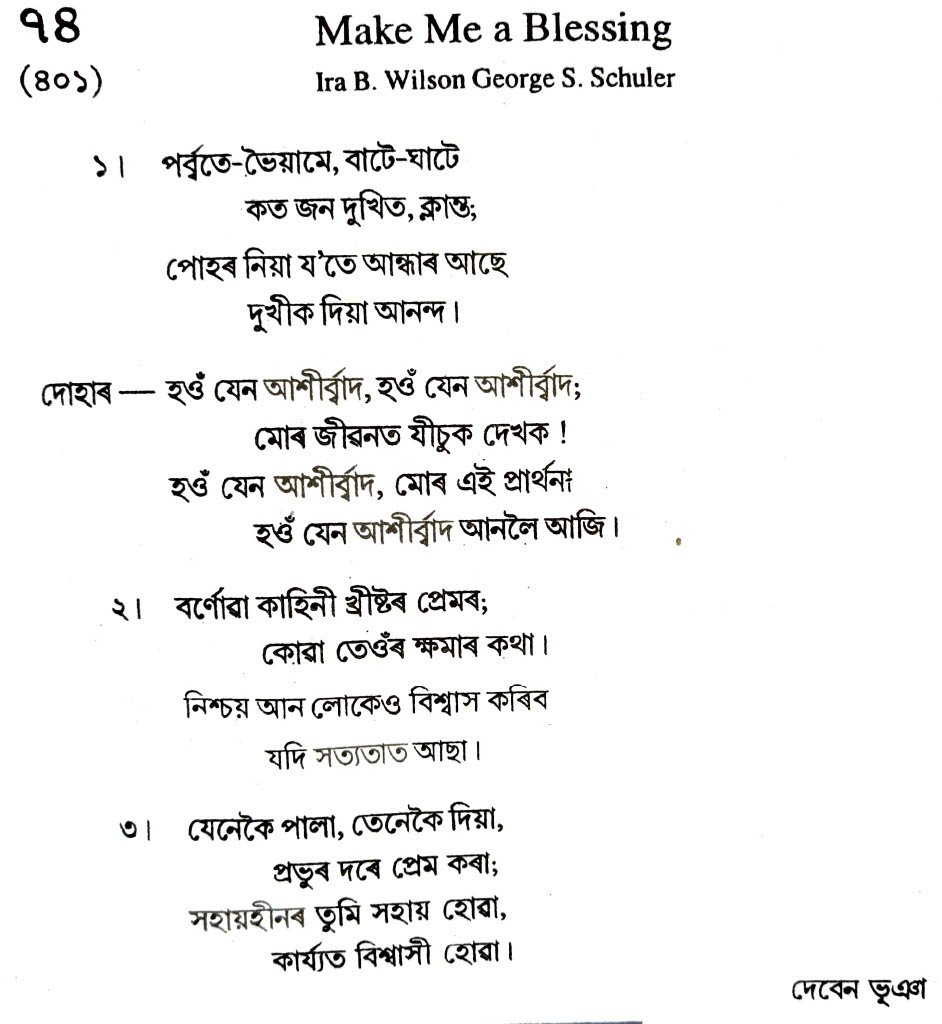 ৭৪
Make Me a Blessing
(৪০১)
Ira B. Wilson George S. Schuler
১। পৰ্ব্বতে-ভৈয়ামে, বাটে-ঘাটে
কত জন দুখিত, ক্লান্ত;
পোহৰ নিয়া য'তে আন্ধাৰ আছে
দুখীক দিয়া আনন্দ।
দোহাৰ — হওঁ যেন আশীৰ্ব্বাদ, হওঁ যেন আশীৰ্ব্বাদ;
মোৰ জীৱনত যীচুক দেখক !
হওঁ যেন আশীৰ্ব্বাদ, মোৰ এই প্ৰাৰ্থনা
হওঁ যেন আশীৰ্ব্বাদ আনলৈ আজি।
২। বৰ্ণোৱা কাহিনী খ্ৰীষ্টৰ প্ৰেমৰ;
কোৱা তেওঁৰ ক্ষমাৰ কথা।
নিশ্চয় আন লোকেও বিশ্বাস কৰিব
যদি সত্যতাত আছা।
৩। যেনেকৈ পালা, তেনেকৈ দিয়া,
প্ৰভুৰ দৰে প্ৰেম কৰা;
সহায়হীনৰ তুমি সহায় হোৱা,
কাৰ্য্যত বিশ্বাসী হোৱা।
দেবেন ভূঞা